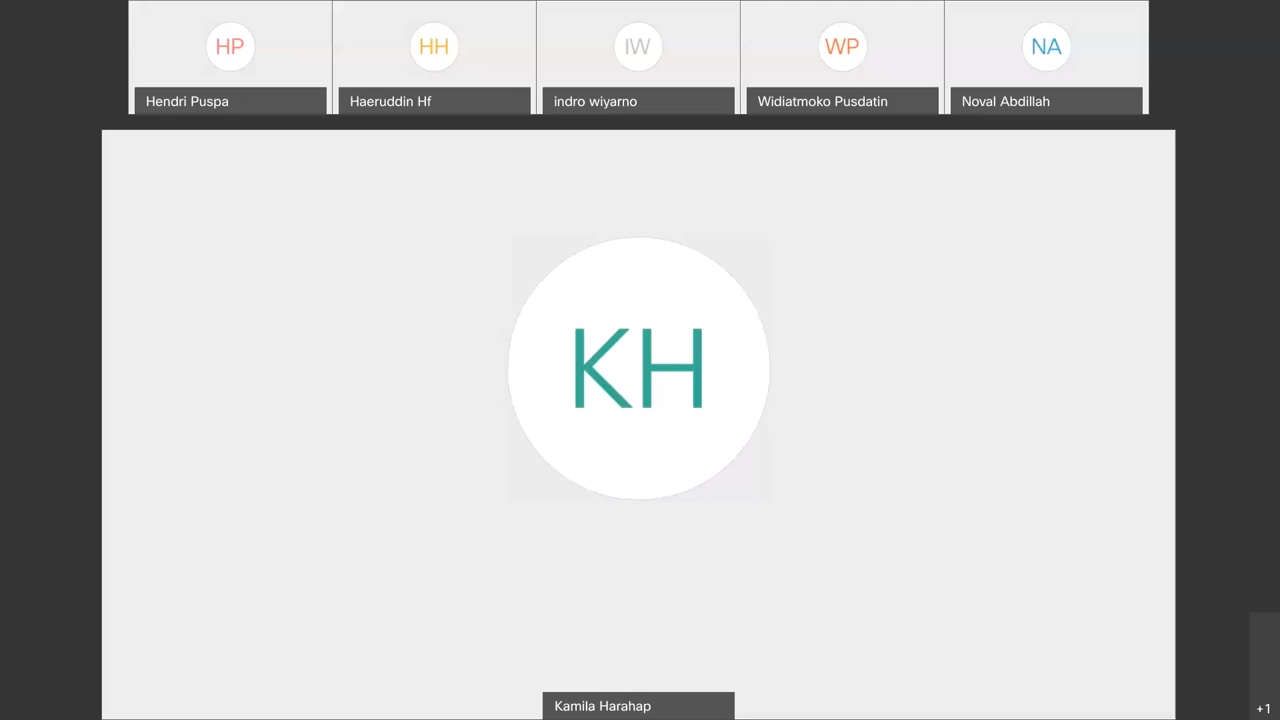 HP
HH
IW
WP
NA
Hendri Puspa
Haeruddin Hf
indro wiyarno
Widiatmoko Pusdatin
Noval Abdillah
KH
Kamila Harahap
+1